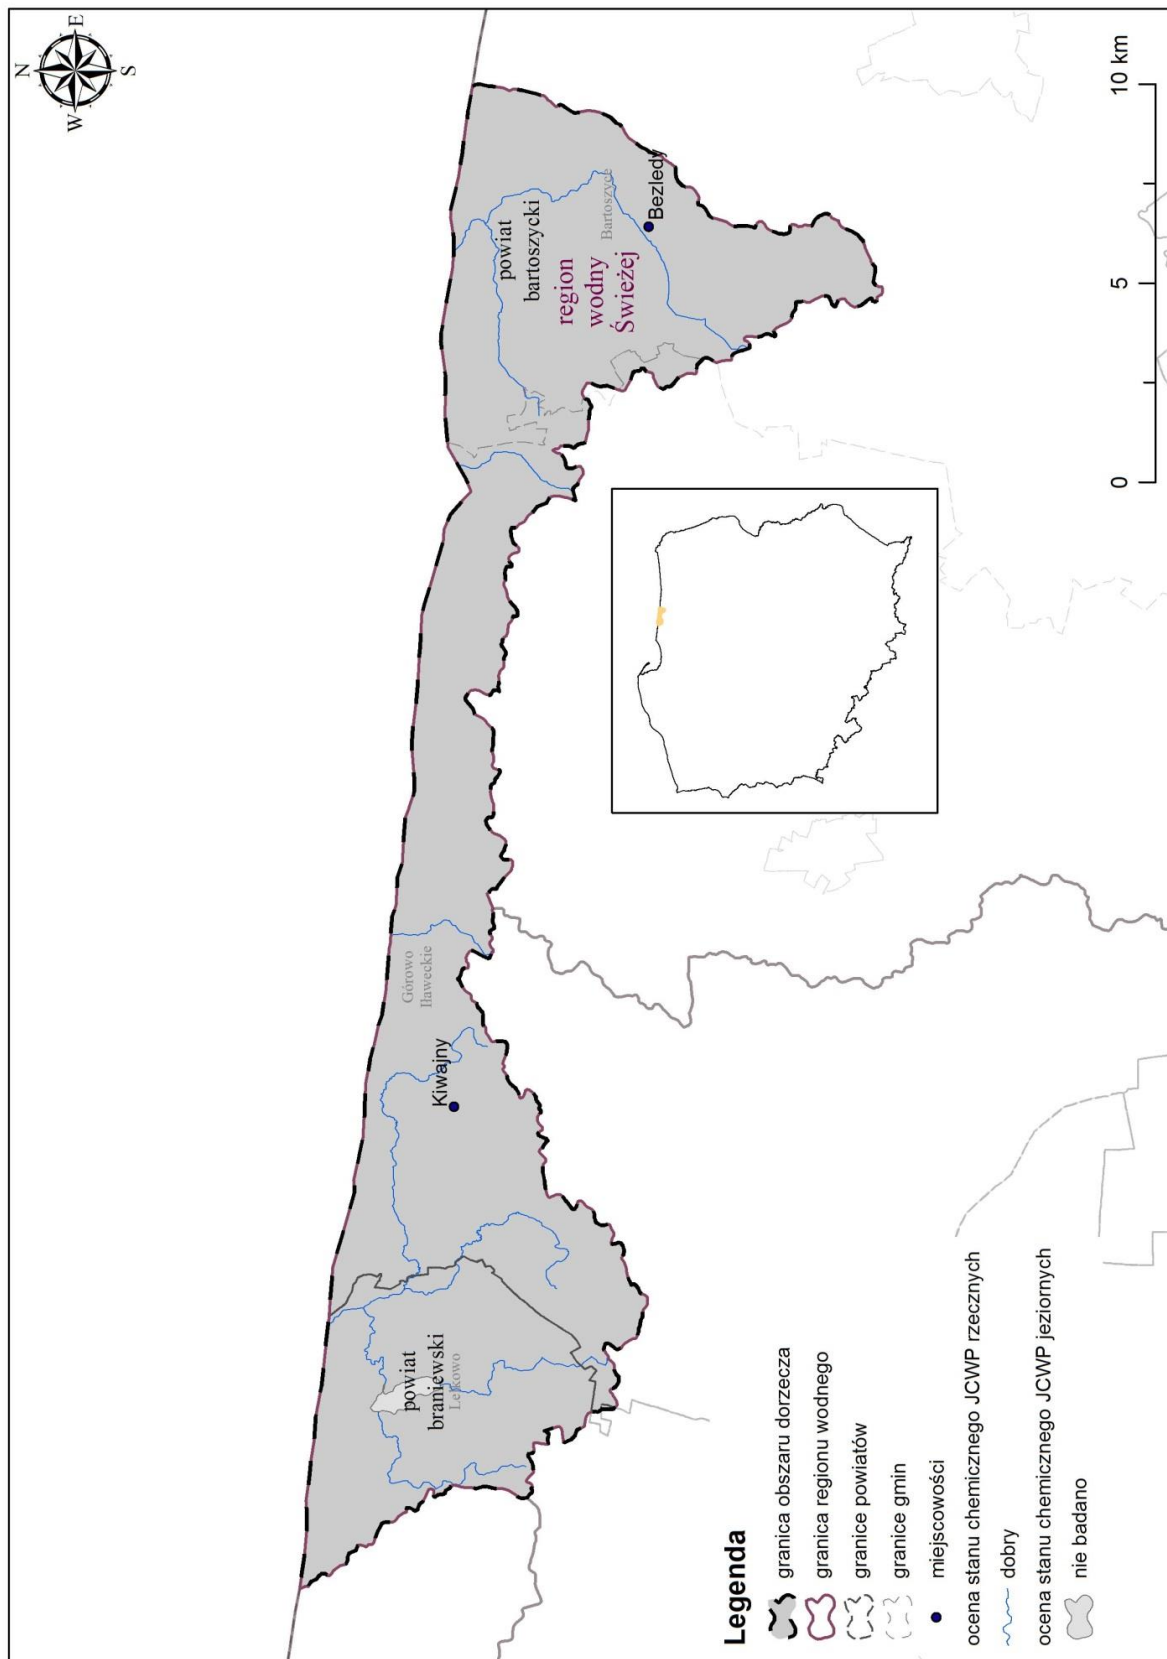 N
W
E
S
powiat
braniewski
Lelkowo
Kiwajny
Górowo
Iławeckie
powiat
bartoszycki
region
wodny
Świeżej
Bartoszyce
Bezledy
Legenda
granica obszaru dorzecza
granica regionu wodnego
granice powiatów
granice gmin
miejscowości
ocena stanu chemicznego JCWP rzecznych
dobry
ocena stanu chemicznego JCWP jeziornych
nie badano
0 5 10 km